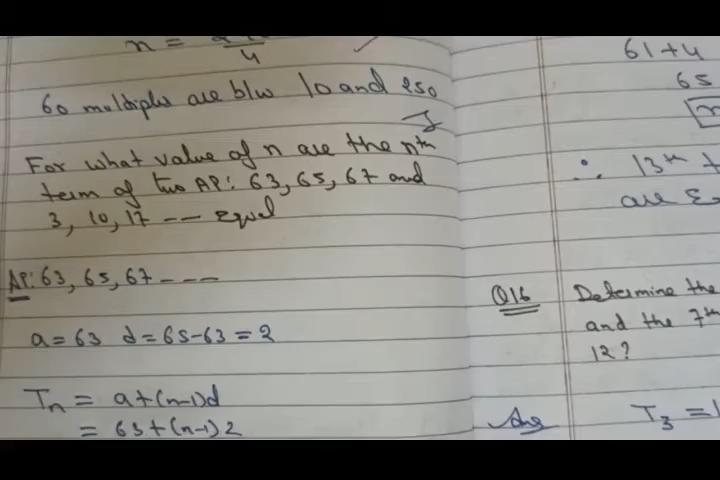 n =
4
60 multiples are b/w 10 and 250
For what value of n are the nth
term of two AP: 63, 65, 67 and
3, 10, 17 --- equal
AP: 63, 65, 67 ----
a = 63 d = 65-63 = 2
Tn = a+(n-1)d
= 63+(n-1)2
61+4
65
∴ 13th
are
Q16 Determine the
and the 7th
12?
Ans T3 = 1